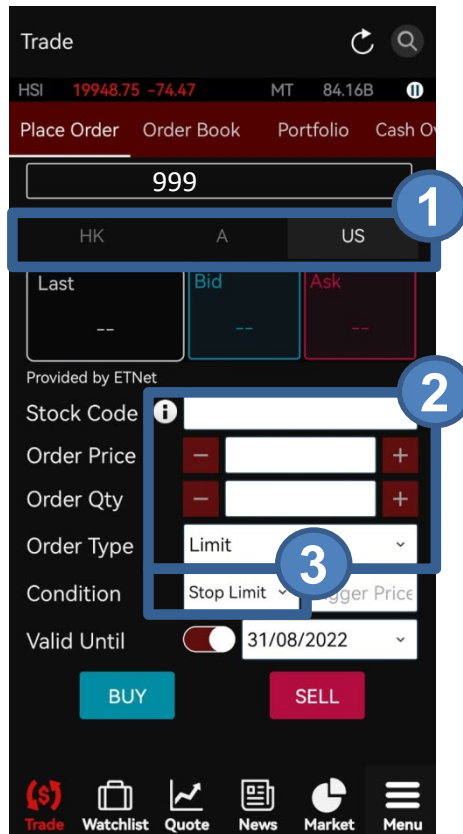 Trade
HSI 19948.75 -74.47 MT 84.16B
Place Order Order Book Portfolio Cash Ov
999
1
HK A US
Last Bid Ask
-- -- --
Provided by ETNet
2
Stock Code
Order Price − +
Order Qty − +
Order Type Limit
3
Condition Stop Limit Price
Valid Until 31/08/2022
BUY SELL
Trade Watchlist Quote News Market Menu